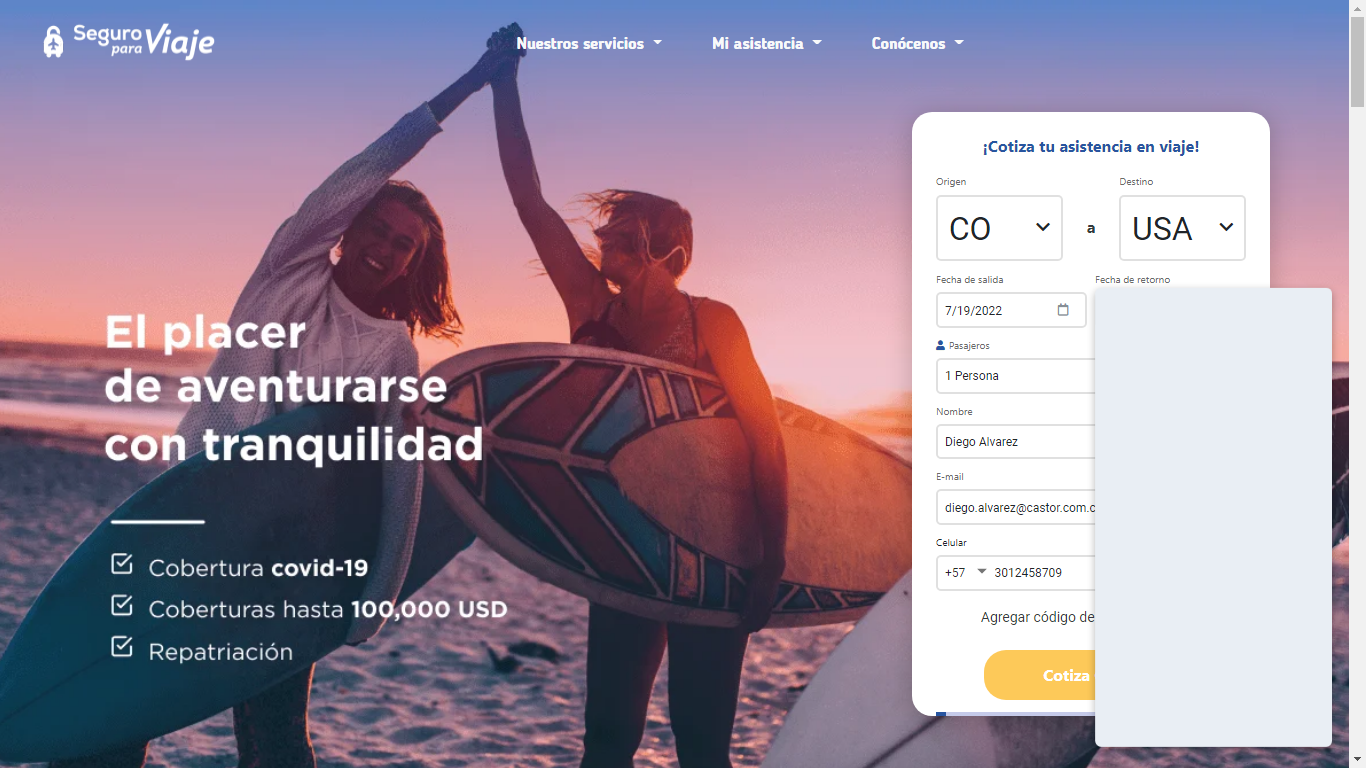 Seguro
para Viaje
Nuestros servicios
Mi asistencia
Conócenos
¡Cotiza tu asistencia en viaje!
Origen
Destino
CO
a
USA
Fecha de salida
Fecha de retorno
7/19/2022
Pasajeros
1 Persona
Nombre
Diego Alvarez
E-mail
diego.alvarez@castor.com.c
Celular
+57
3012458709
Agregar código de
Cotiza
El placer
de aventurarse
con tranquilidad
Cobertura covid-19
Coberturas hasta 100,000 USD
Repatriación